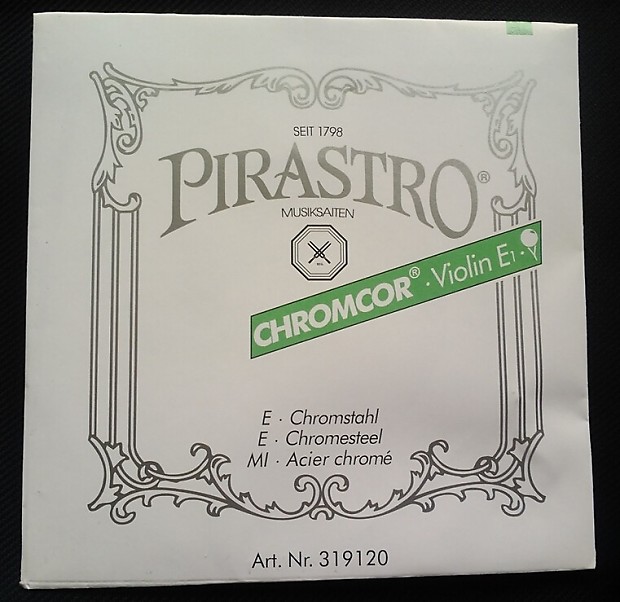 SEIT 1798
PIRASTRO®
MUSIKSAITEN
CHROMCOR® · Violin E1 ·
E · Chromstahl
E · Chromesteel
MI · Acier chromé
Art. Nr. 319120